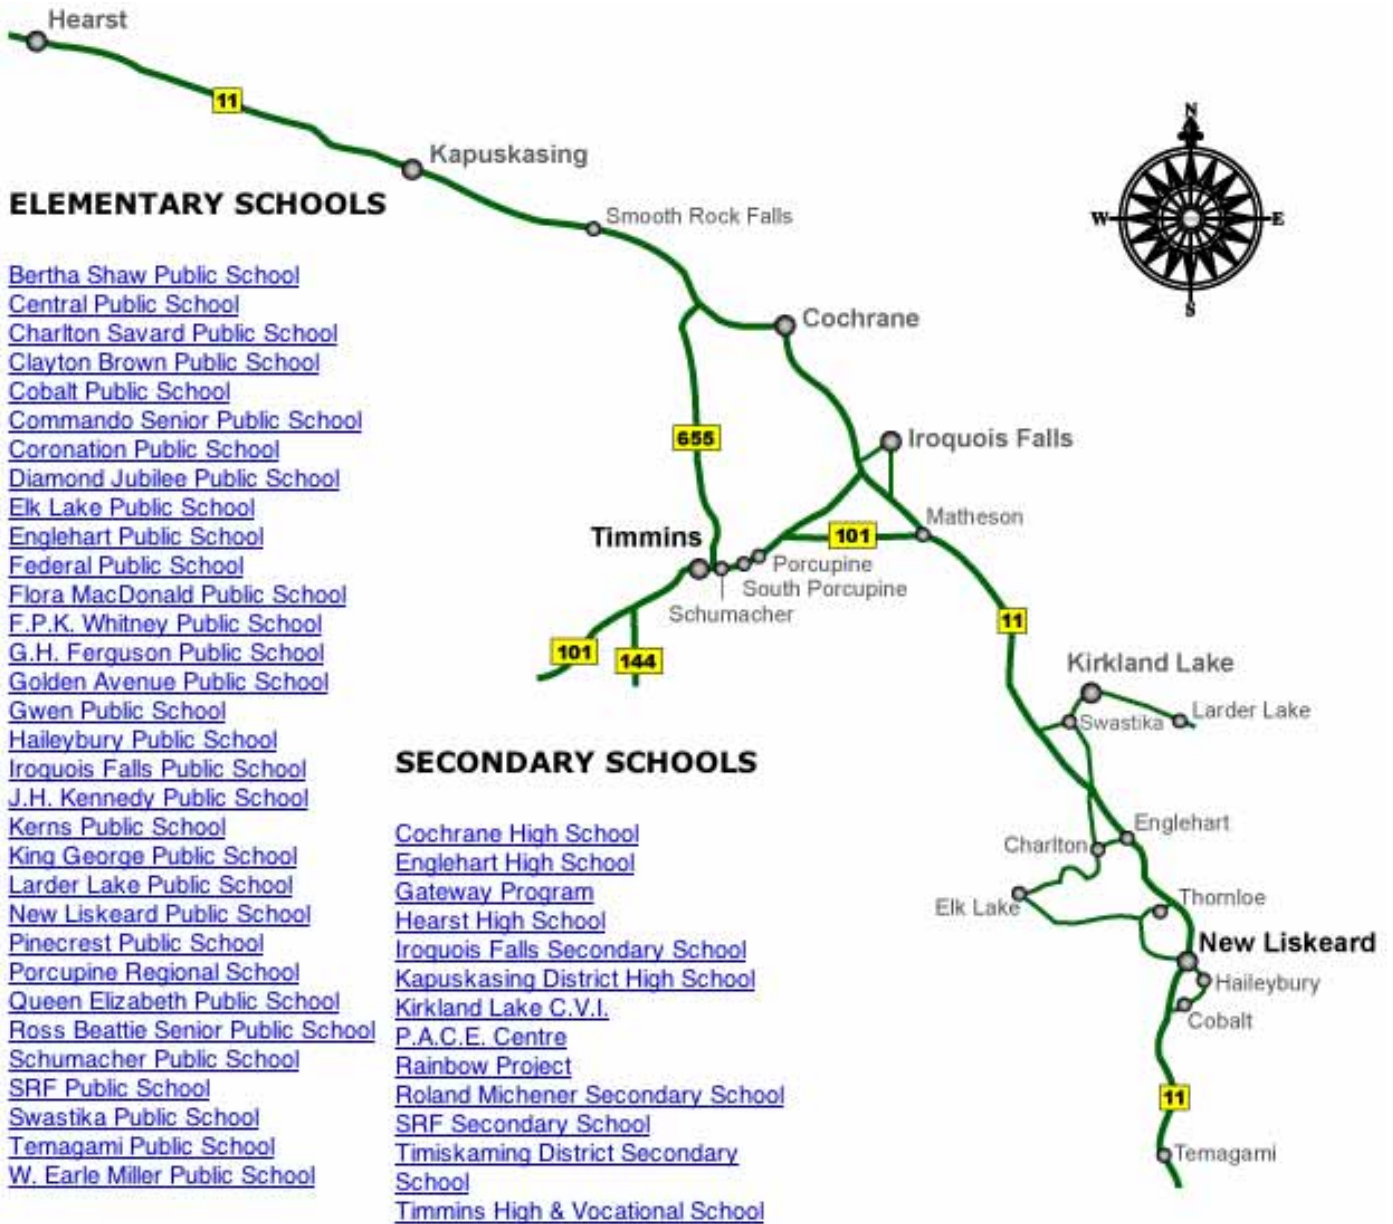 Hearst
11
N
Kapuskasing
ELEMENTARY SCHOOLS
Smooth Rock Falls
W
E
Bertha Shaw Public School
Central Public School
Charlton Savard Public School
Clayton Brown Public School
Cobalt Public School
Commando Senior Public School
Coronation Public School
Diamond Jubilee Public School
Elk Lake Public School
Englehart Public School
Federal Public School
Flora MacDonald Public School
F.P.K. Whitney Public School
G.H. Ferguson Public School
Golden Avenue Public School
Gwen Public School
Haileybury Public School
Iroquois Falls Public School
J.H. Kennedy Public School
Kerns Public School
King George Public School
Larder Lake Public School
New Liskeard Public School
Pinecrest Public School
Porcupine Regional School
Queen Elizabeth Public School
Ross Beattie Senior Public School
Schumacher Public School
SRF Public School
Swastika Public School
Temagami Public School
W. Earle Miller Public School
S
Cochrane
655
Iroquois Falls
Matheson
Timmins
101
Porcupine
South Porcupine
Schumacher
11
101
144
Kirkland Lake
Swastika
Larder Lake
SECONDARY SCHOOLS
Cochrane High School
Englehart High School
Gateway Program
Hearst High School
Iroquois Falls Secondary School
Kapuskasing District High School
Kirkland Lake C.V.I.
P.A.C.E. Centre
Rainbow Project
Roland Michener Secondary School
SRF Secondary School
Timiskaming District Secondary
School
Timmins High & Vocational School
Englehart
Charlton
Elk Lake
Thornloe
New Liskeard
Haileybury
Cobalt
11
Temagami